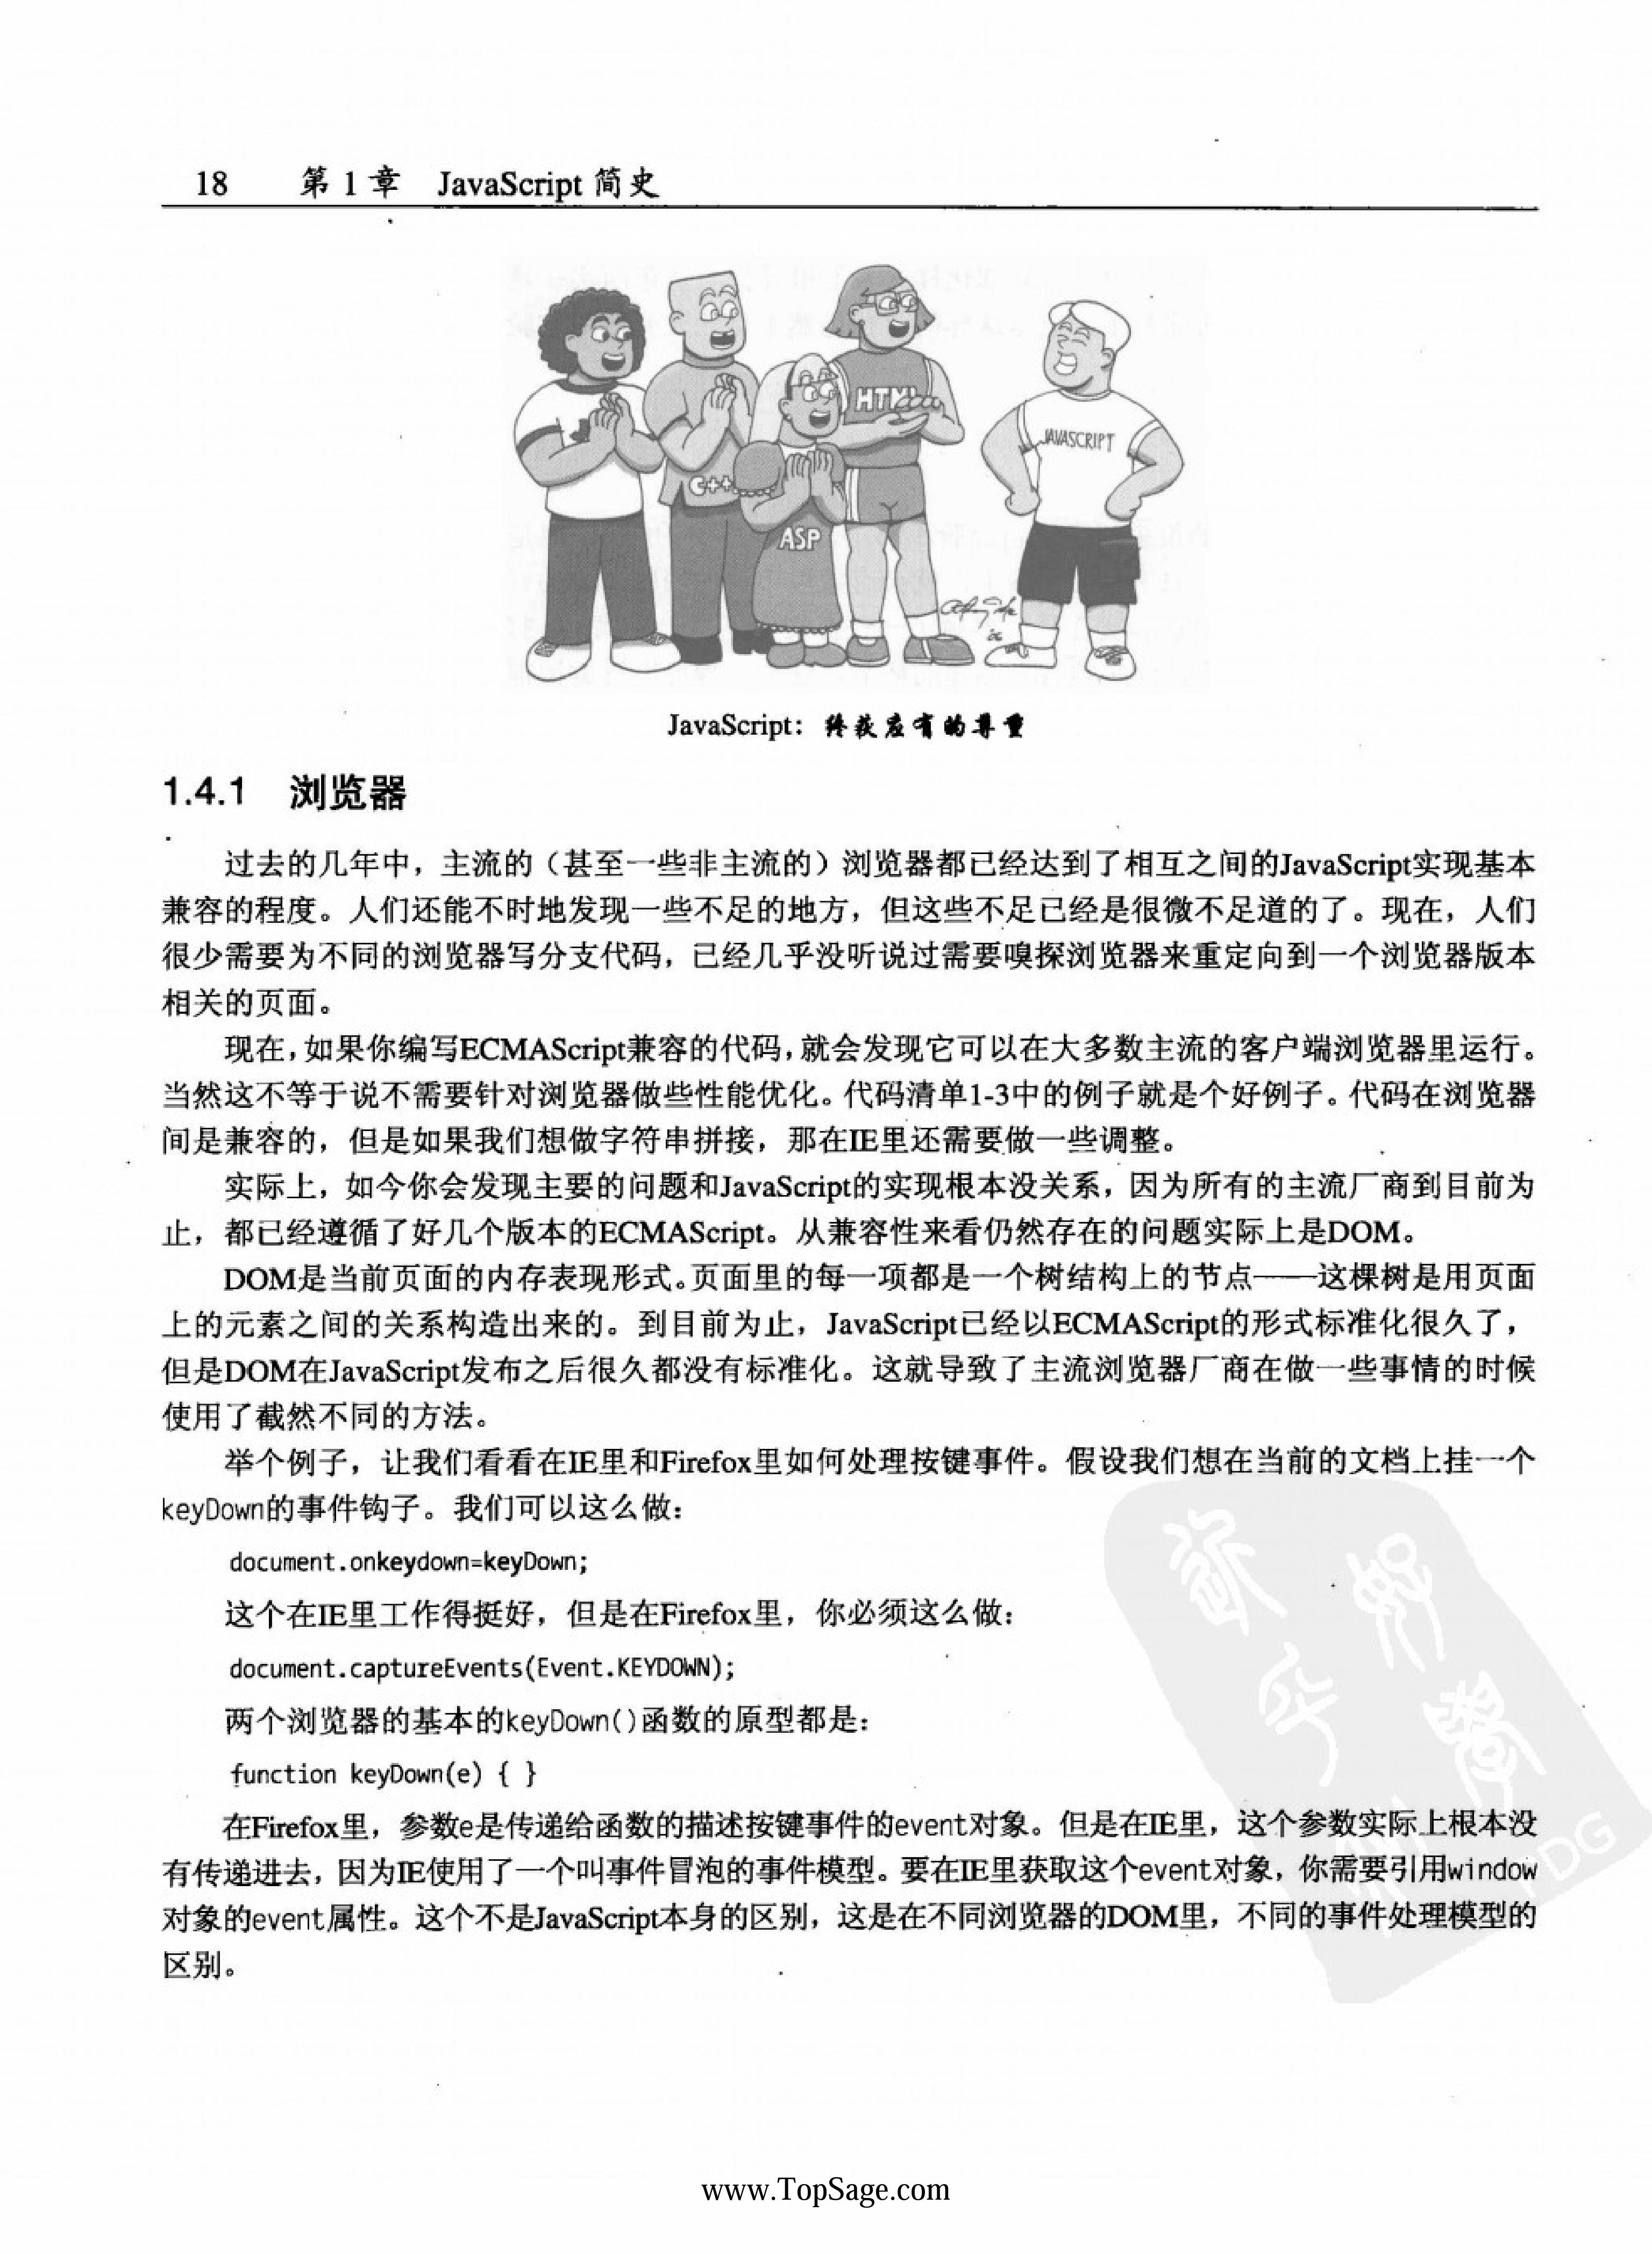 18 第1章 JavaScript 简史
HTML
JAVASCRIPT
C++
ASP
JavaScript：终获应有的尊重
1.4.1 浏览器
过去的几年中，主流的（甚至一些非主流的）浏览器都已经达到了相互之间的JavaScript实现基本
兼容的程度。人们还能不时地发现一些不足的地方，但这些不足已经是很微不足道的了。现在，人们
很少需要为不同的浏览器写分支代码，已经几乎没听说过需要嗅探浏览器来重定向到一个浏览器版本
相关的页面。
现在，如果你编写ECMAScript兼容的代码，就会发现它可以在大多数主流的客户端浏览器里运行。
当然这不等于说不需要针对浏览器做些性能优化。代码清单1-3中的例子就是个好例子。代码在浏览器
间是兼容的，但是如果我们想做字符串拼接，那在IE里还需要做一些调整。
实际上，如今你会发现主要的问题和JavaScript的实现根本没关系，因为所有的主流厂商到目前为
止，都已经遵循了好几个版本的ECMAScript。从兼容性来看仍然存在的问题实际上是DOM。
DOM是当前页面的内存表现形式。页面里的每一项都是一个树结构上的节点——这棵树是用页面
上的元素之间的关系构造出来的。到目前为止，JavaScript已经以ECMAScript的形式标准化很久了，
但是DOM在JavaScript发布之后很久都没有标准化。这就导致了主流浏览器厂商在做一些事情的时候
使用了截然不同的方法。
举个例子，让我们看看在IE里和Firefox里如何处理按键事件。假设我们想在当前的文档上挂一个
keyDown的事件钩子。我们可以这么做：
document.onkeydown=keyDown;
这个在IE里工作得挺好，但是在Firefox里，你必须这么做：
document.captureEvents(Event.KEYDOWN);
两个浏览器的基本的keyDown()函数的原型都是：
function keyDown(e) { }
在Firefox里，参数e是传递给函数的描述按键事件的event对象。但是在IE里，这个参数实际上根本没
有传递进去，因为IE使用了一个叫事件冒泡的事件模型。要在IE里获取这个event对象，你需要引用window
对象的event属性。这个不是JavaScript本身的区别，这是在不同浏览器的DOM里，不同的事件处理模型的
区别。
PDG
www.TopSage.com